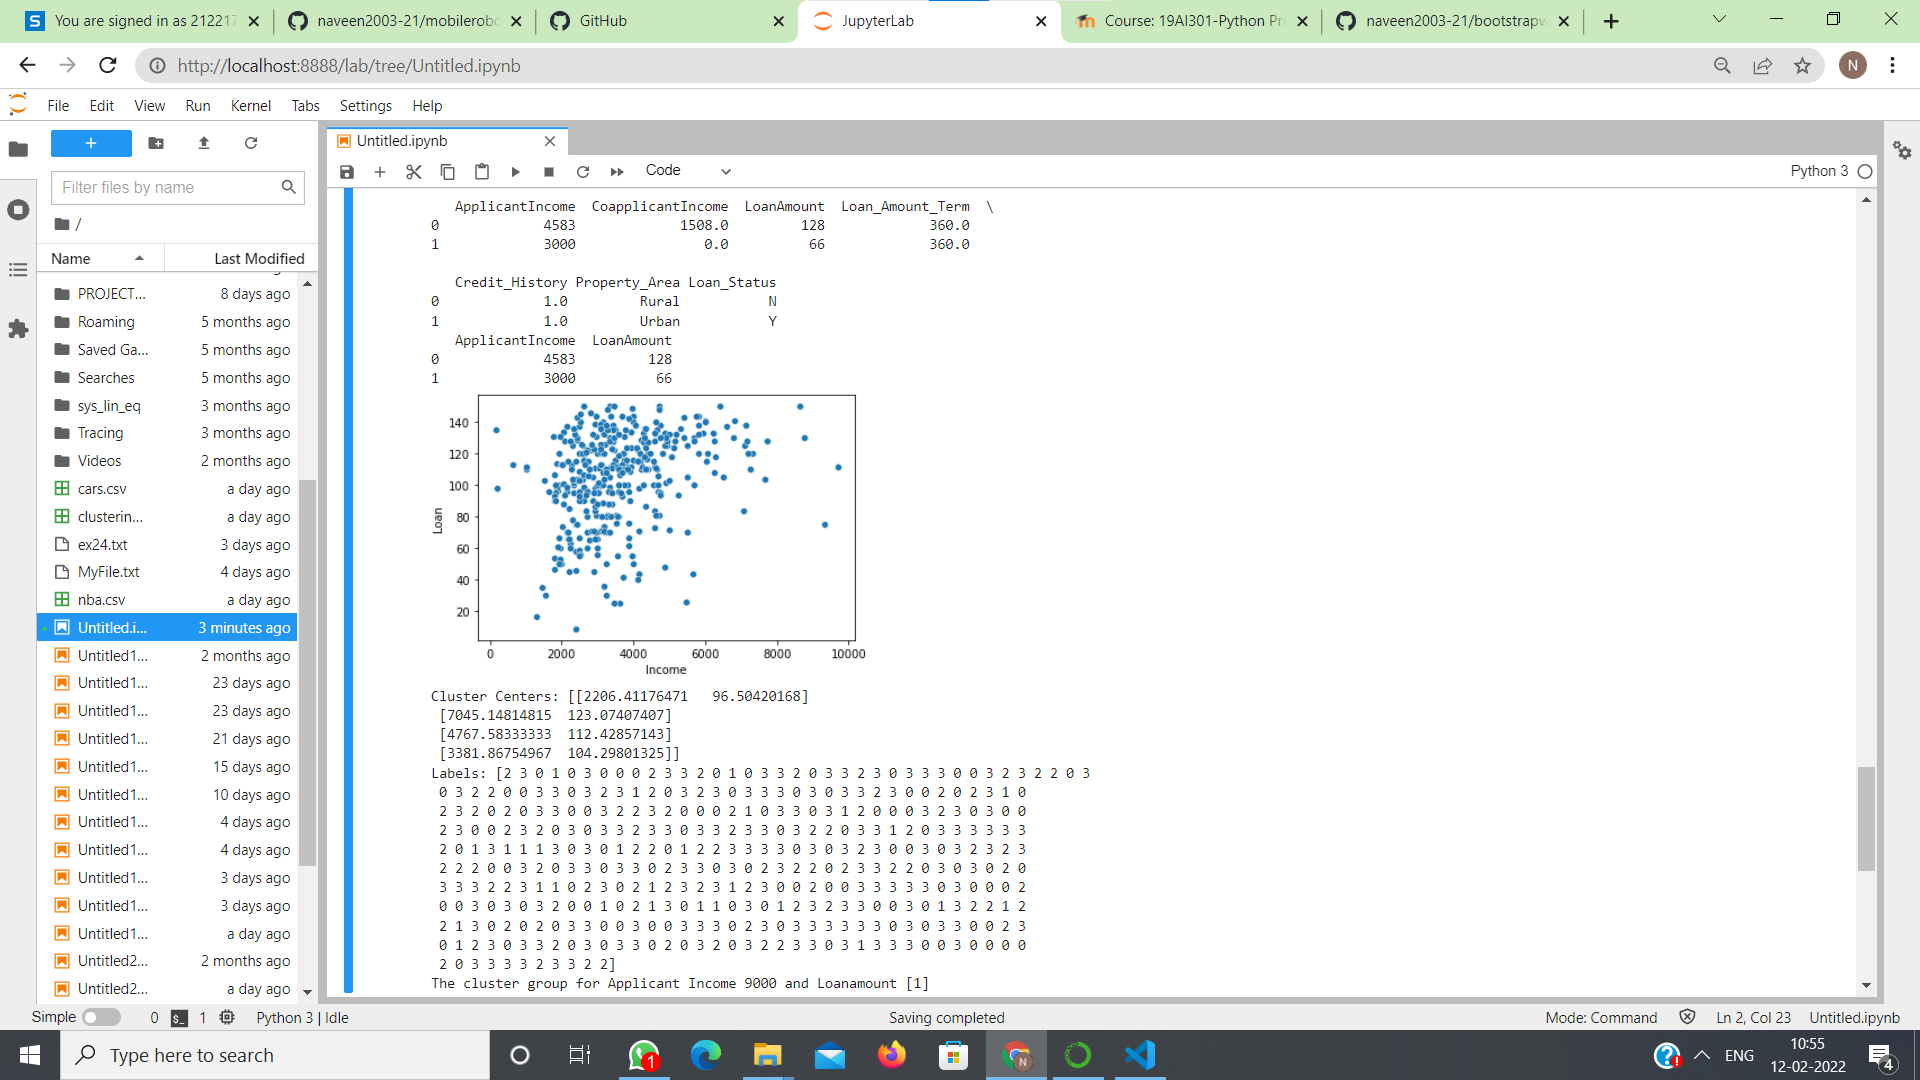 You are signed in as 212217
naveen2003-21/mobilerobo
GitHub
JupyterLab
Course: 19AI301-Python Pr
naveen2003-21/bootstrapw
http://localhost:8888/lab/tree/Untitled.ipynb
N
File Edit View Run Kernel Tabs Settings Help
Untitled.ipynb
Filter files by name
Code
Python 3
/
Name Last Modified
PROJECT... 8 days ago
Roaming 5 months ago
Saved Ga... 5 months ago
Searches 5 months ago
sys_lin_eq 3 months ago
Tracing 3 months ago
Videos 2 months ago
cars.csv a day ago
clusterin... a day ago
ex24.txt 3 days ago
MyFile.txt 4 days ago
nba.csv a day ago
Untitled.i... 3 minutes ago
Untitled1... 2 months ago
Untitled1... 23 days ago
Untitled1... 23 days ago
Untitled1... 21 days ago
Untitled1... 15 days ago
Untitled1... 10 days ago
Untitled1... 4 days ago
Untitled1... 4 days ago
Untitled1... 3 days ago
Untitled1... 3 days ago
Untitled1... a day ago
Untitled2... 2 months ago
Untitled2... a day ago
ApplicantIncome CoapplicantIncome LoanAmount Loan_Amount_Term \
0 4583 1508.0 128 360.0
1 3000 0.0 66 360.0
Credit_History Property_Area Loan_Status
0 1.0 Rural N
1 1.0 Urban Y
ApplicantIncome LoanAmount
0 4583 128
1 3000 66
140
120
100
80
60
40
20
Loan
0 2000 4000 6000 8000 10000
Income
Cluster Centers: [[2206.41176471 96.50420168]
[7045.14814815 123.07407407]
[4767.58333333 112.42857143]
[3381.86754967 104.29801325]]
Labels: [2 3 0 1 0 3 0 0 0 2 3 3 2 0 1 0 3 3 2 0 3 3 2 3 0 3 3 3 0 0 3 2 3 2 2 0 3
0 3 2 2 0 0 3 3 0 3 2 3 1 2 0 3 2 3 0 3 3 3 0 3 0 3 3 2 3 0 0 2 0 2 3 1 0
2 3 2 0 2 0 3 3 0 0 3 2 2 3 2 0 0 0 2 1 0 3 3 0 3 1 2 0 0 0 3 2 3 0 3 0 0
2 3 0 0 2 3 2 0 3 0 3 3 2 3 3 0 3 3 2 3 3 0 3 2 2 0 3 3 1 2 0 3 3 3 3 3 3
2 0 1 3 1 1 1 3 0 3 0 1 2 2 0 1 2 2 3 3 3 3 0 3 0 3 2 3 0 0 3 0 3 2 3 2 3
2 2 2 0 0 3 2 0 3 3 0 3 3 0 2 3 3 0 3 0 2 3 2 2 0 2 3 3 2 2 0 3 0 3 0 2 0
3 3 3 2 2 3 1 1 0 2 3 0 2 1 2 3 2 3 1 2 3 0 0 2 0 0 3 3 3 3 3 0 3 0 0 0 2
0 0 3 0 3 0 3 2 0 0 1 0 2 1 3 0 1 1 0 3 0 1 2 3 2 3 3 0 0 3 0 1 3 2 2 1 2
2 1 3 0 2 0 2 0 3 3 0 0 3 0 0 3 3 3 0 2 3 0 3 3 3 3 3 3 0 3 0 3 3 0 0 2 3
0 1 2 3 0 3 3 2 0 3 0 3 3 0 2 0 3 2 0 3 2 2 3 3 0 3 1 3 3 3 0 0 3 0 0 0 0
2 0 3 3 3 3 2 3 3 2 2]
The cluster group for Applicant Income 9000 and Loanamount [1]
Simple 0 1 Python 3 | Idle Saving completed Mode: Command Ln 2, Col 23 Untitled.ipynb
Type here to search
1
N
ENG
10:55
12-02-2022
4